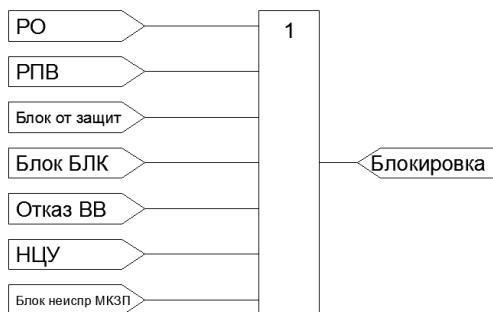 РО
1
РПВ
Блок от защит
Блок БЛК
Блокировка
Отказ ВВ
НЦУ
Блок неиспр МКЗП